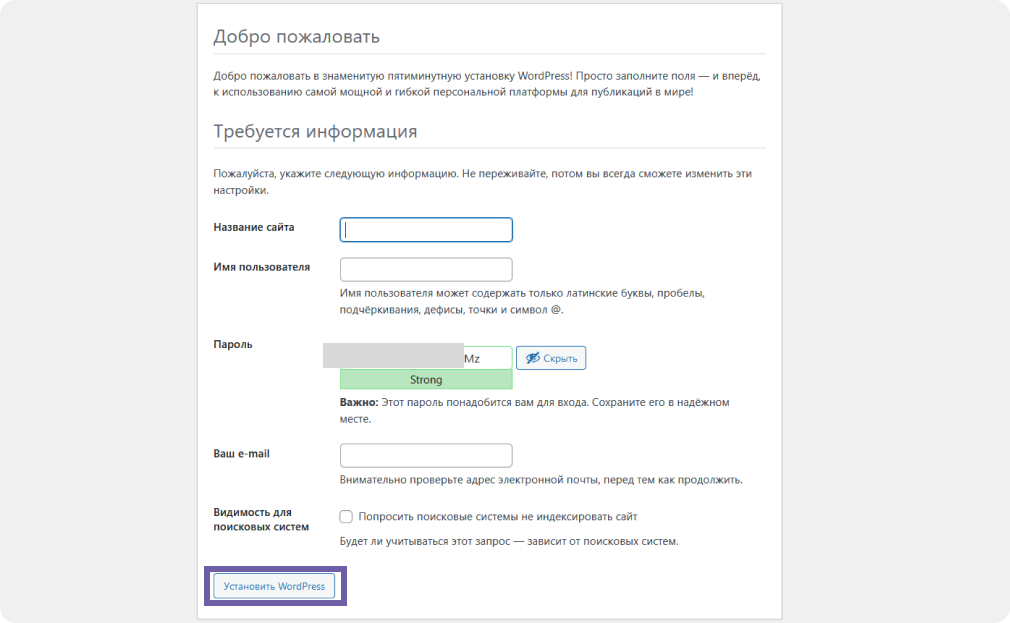 Добро пожаловать
Добро пожаловать в знаменитую пятиминутную установку WordPress! Просто заполните поля — и вперёд,
к использованию самой мощной и гибкой персональной платформы для публикаций в мире!
Требуется информация
Пожалуйста, укажите следующую информацию. Не переживайте, потом вы всегда сможете изменить эти
настройки.
Название сайта
Имя пользователя
Имя пользователя может содержать только латинские буквы, пробелы,
подчёркивания, дефисы, точки и символ @.
Пароль
Mz
Скрыть
Strong
Важно: Этот пароль понадобится вам для входа. Сохраните его в надёжном
месте.
Ваш e-mail
Внимательно проверьте адрес электронной почты, перед тем как продолжить.
Видимость для
поисковых систем
Попросить поисковые системы не индексировать сайт
Будет ли учитываться этот запрос — зависит от поисковых систем.
Установить WordPress